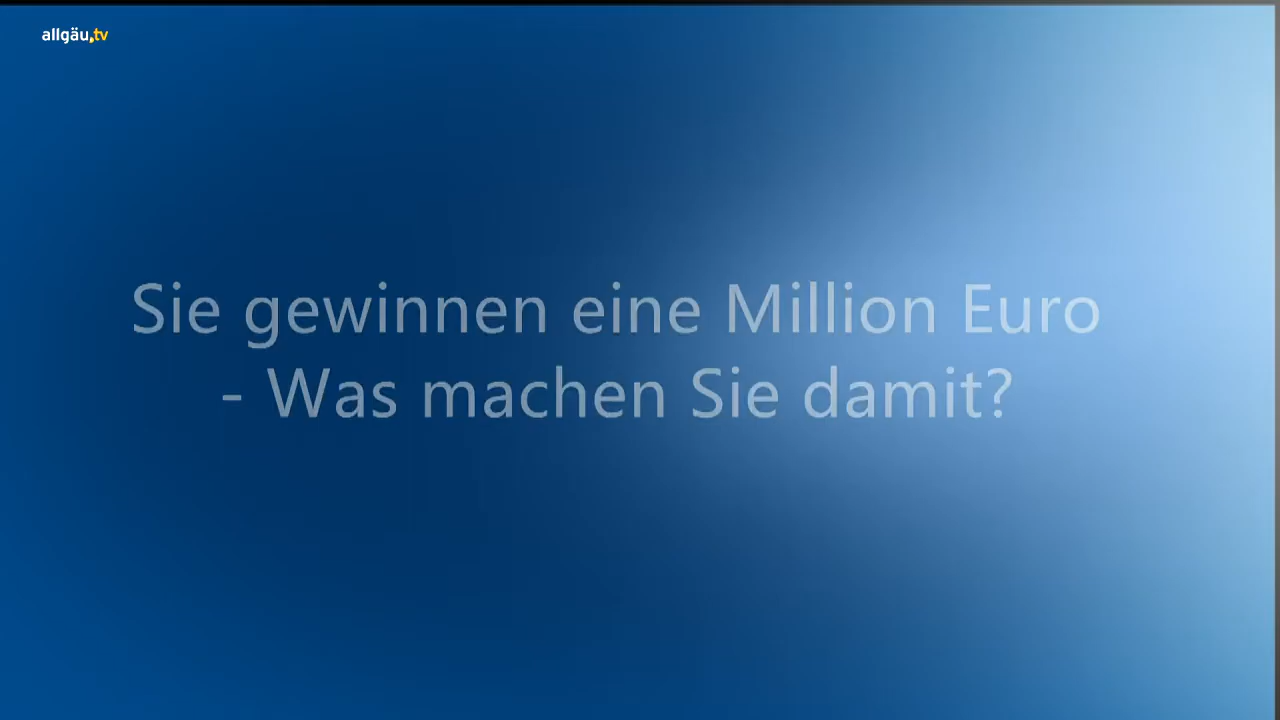 allgäu.tv
Sie gewinnen eine Million Euro
- Was machen Sie damit?